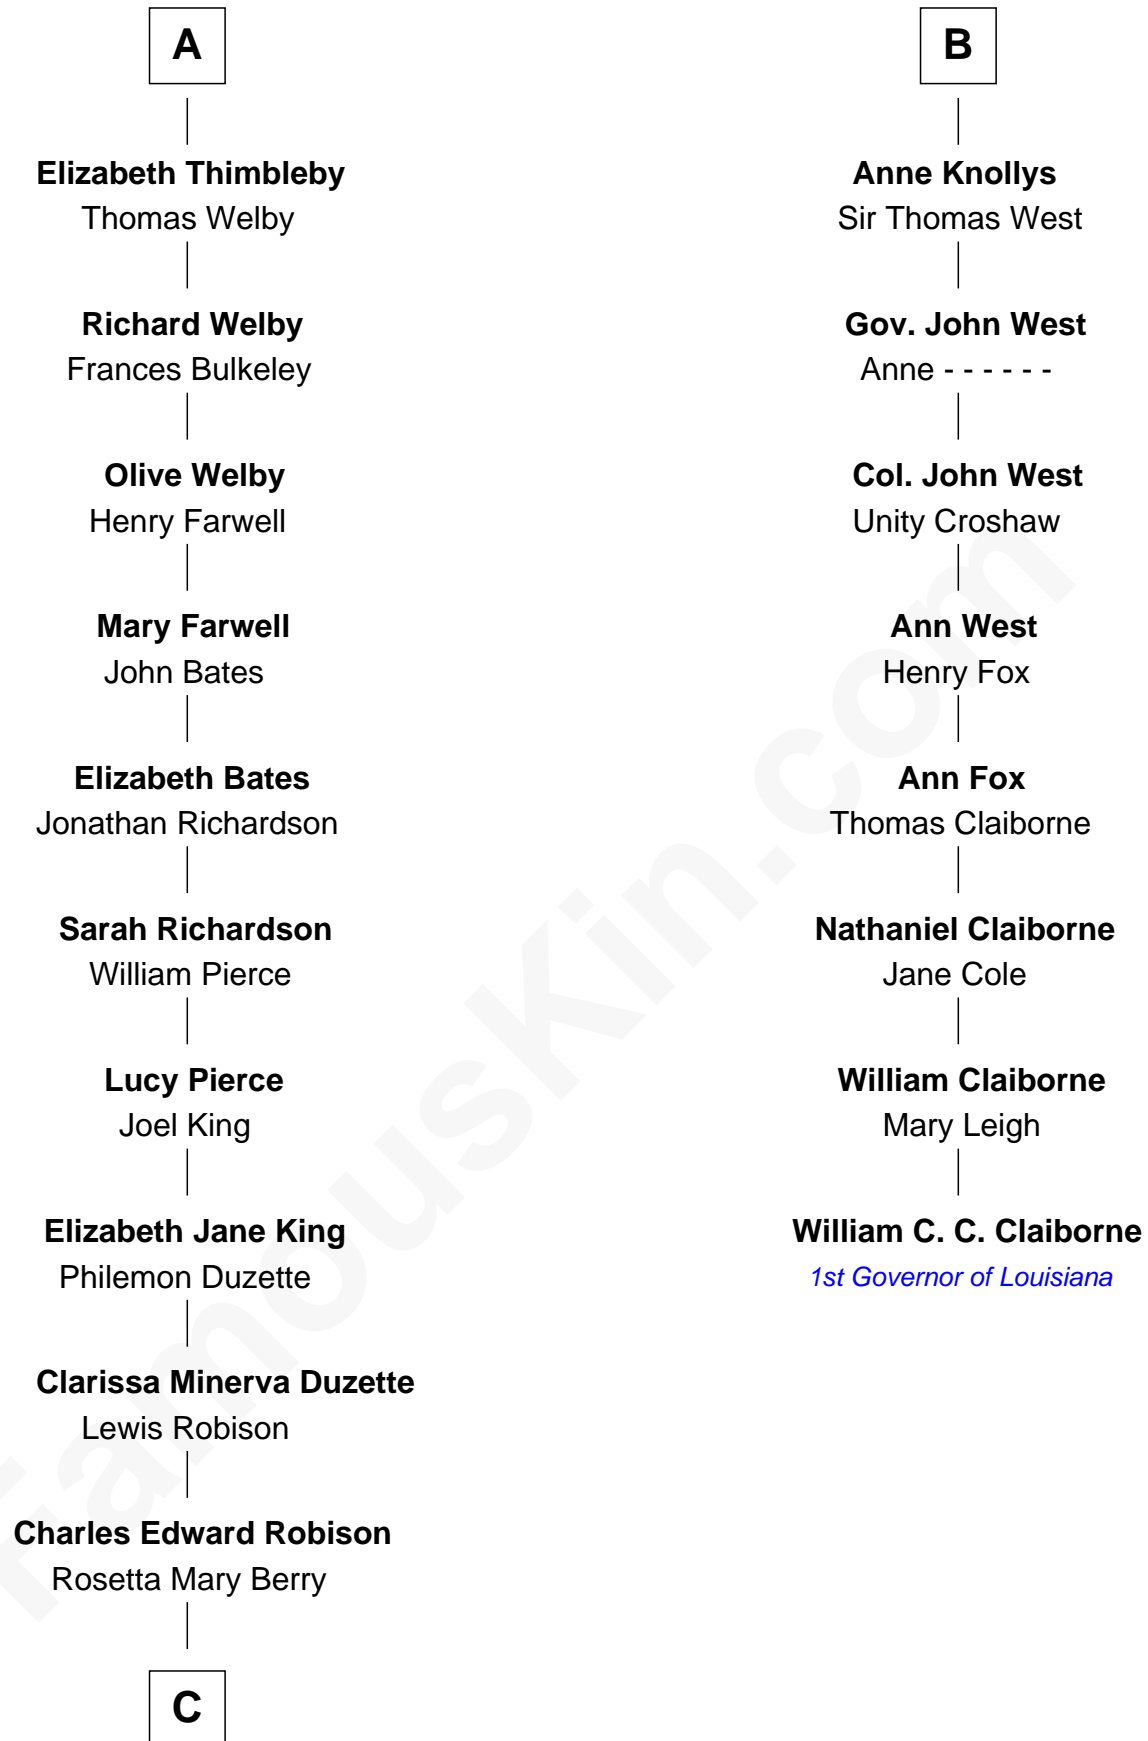 A
Elizabeth Thimbleby
Thomas Welby
Richard Welby
Frances Bulkeley
Olive Welby
Henry Farwell
Mary Farwell
John Bates
Elizabeth Bates
Jonathan Richardson
Sarah Richardson
William Pierce
Lucy Pierce
Joel King
Elizabeth Jane King
Philemon Duzette
Clarissa Minerva Duzette
Lewis Robison
Charles Edward Robison
Rosetta Mary Berry
C
B
Anne Knollys
Sir Thomas West
Gov. John West
Anne - - - - - -
Col. John West
Unity Croshaw
Ann West
Henry Fox
Ann Fox
Thomas Claiborne
Nathaniel Claiborne
Jane Cole
William Claiborne
Mary Leigh
William C. C. Claiborne
1st Governor of Louisiana
FamousKin.com